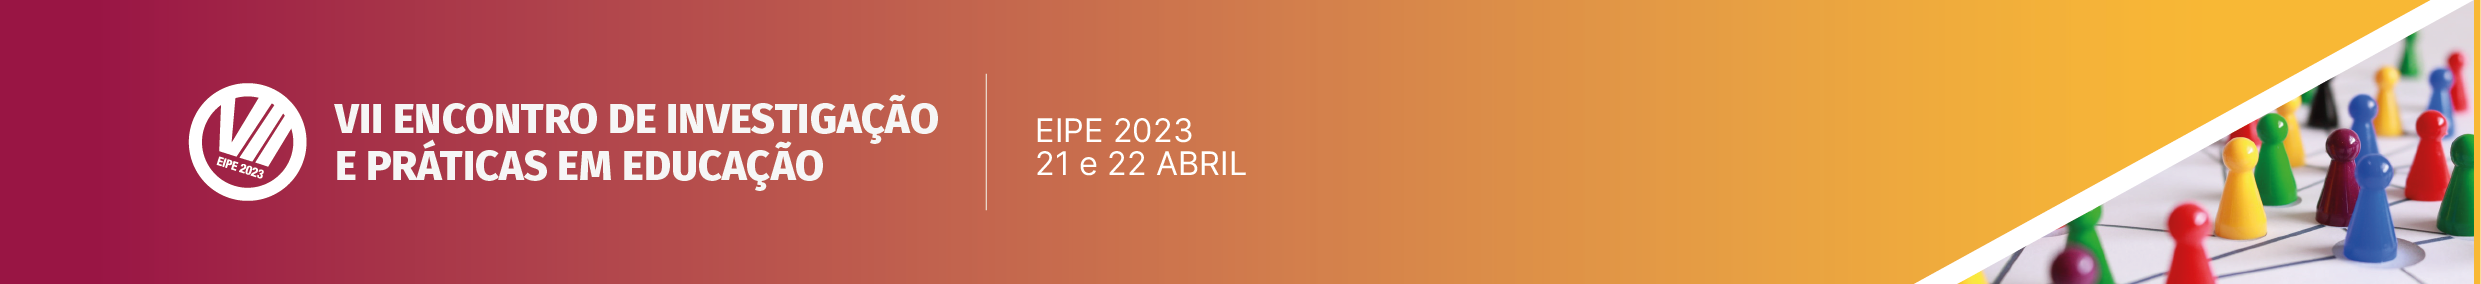 VII
EIPE 2023
VII ENCONTRO DE INVESTIGAÇÃO
E PRÁTICAS EM EDUCAÇÃO
EIPE 2023
21 e 22 ABRIL